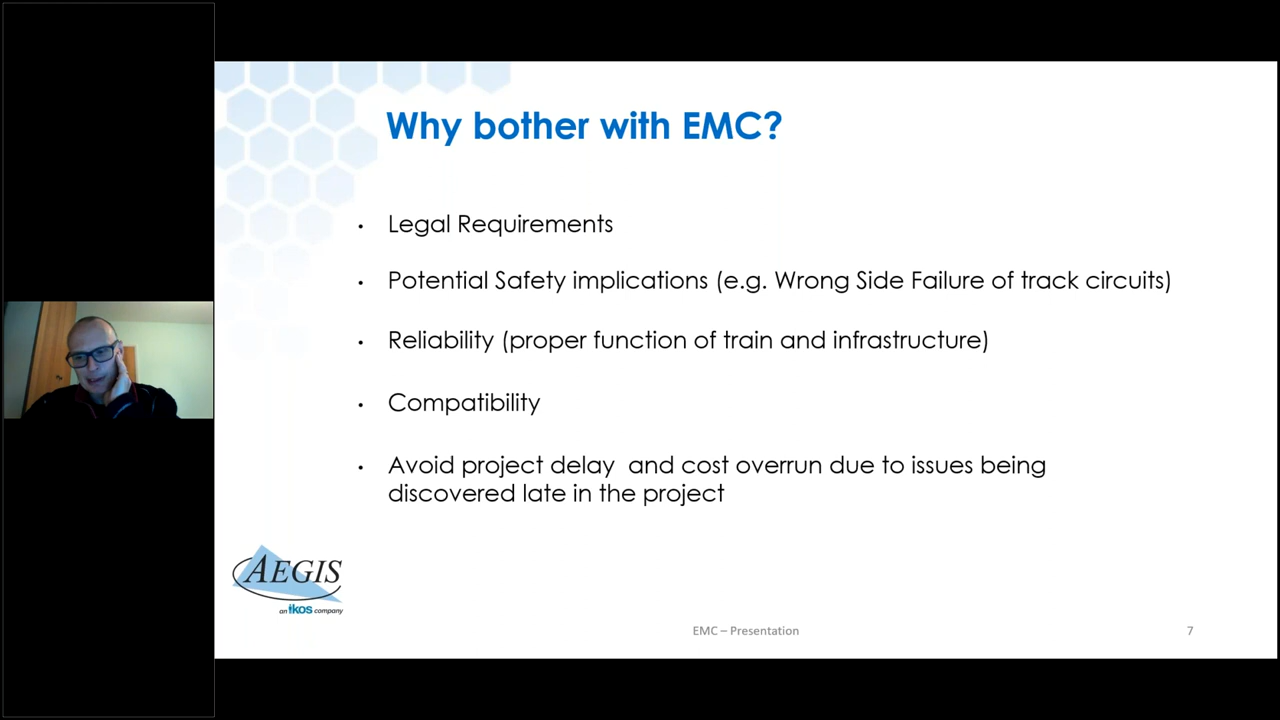 Why bother with EMC?
• Legal Requirements
• Potential Safety implications (e.g. Wrong Side Failure of track circuits)
• Reliability (proper function of train and infrastructure)
• Compatibility
• Avoid project delay  and cost overrun due to issues being
discovered late in the project
AEGIS
an ikos company
EMC – Presentation
7